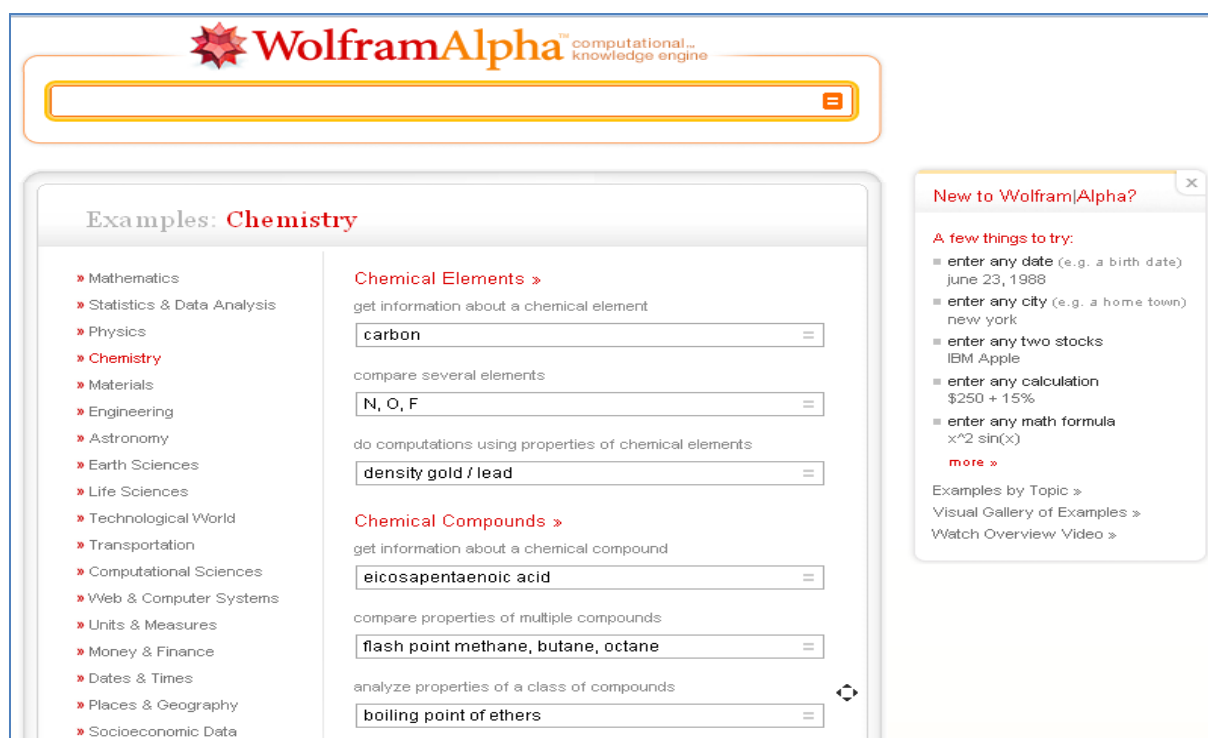 WolframAlpha™ computational...
knowledge engine
Examples: Chemistry
» Mathematics
» Statistics & Data Analysis
» Physics
» Chemistry
» Materials
» Engineering
» Astronomy
» Earth Sciences
» Life Sciences
» Technological World
» Transportation
» Computational Sciences
» Web & Computer Systems
» Units & Measures
» Money & Finance
» Dates & Times
» Places & Geography
» Socioeconomic Data
Chemical Elements »
get information about a chemical element
carbon =
compare several elements
N, O, F =
do computations using properties of chemical elements
density gold / lead =
Chemical Compounds »
get information about a chemical compound
eicosapentaenoic acid =
compare properties of multiple compounds
flash point methane, butane, octane =
analyze properties of a class of compounds
boiling point of ethers =
New to Wolfram|Alpha?
A few things to try:
enter any date (e.g. a birth date)
june 23, 1988
enter any city (e.g. a home town)
new york
enter any two stocks
IBM Apple
enter any calculation
$250 + 15%
enter any math formula
x^2 sin(x)
more »
Examples by Topic »
Visual Gallery of Examples »
Watch Overview Video »